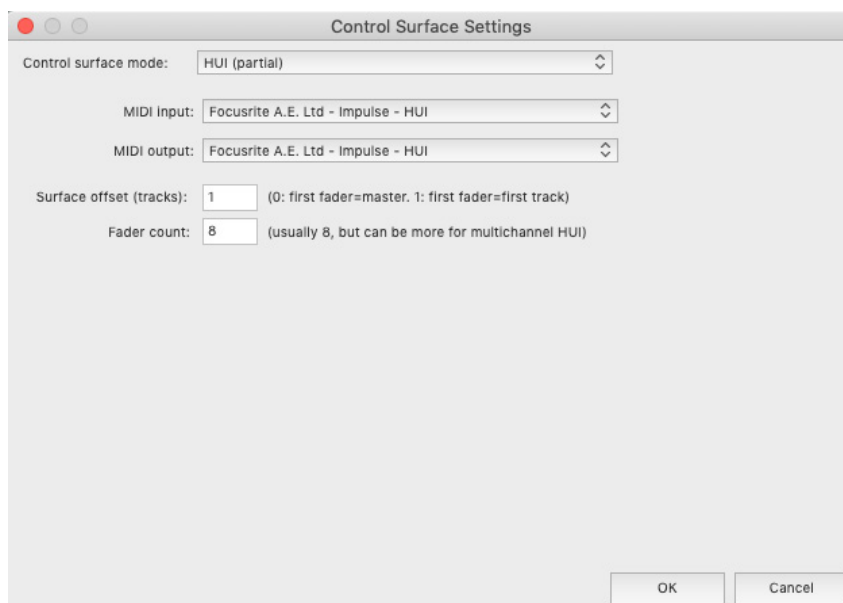 Control Surface Settings
Control surface mode: HUI (partial)
MIDI input: Focusrite A.E. Ltd - Impulse - HUI
MIDI output: Focusrite A.E. Ltd - Impulse - HUI
Surface offset (tracks): 1 (0: first fader=master. 1: first fader=first track)
Fader count: 8 (usually 8, but can be more for multichannel HUI)
OK Cancel